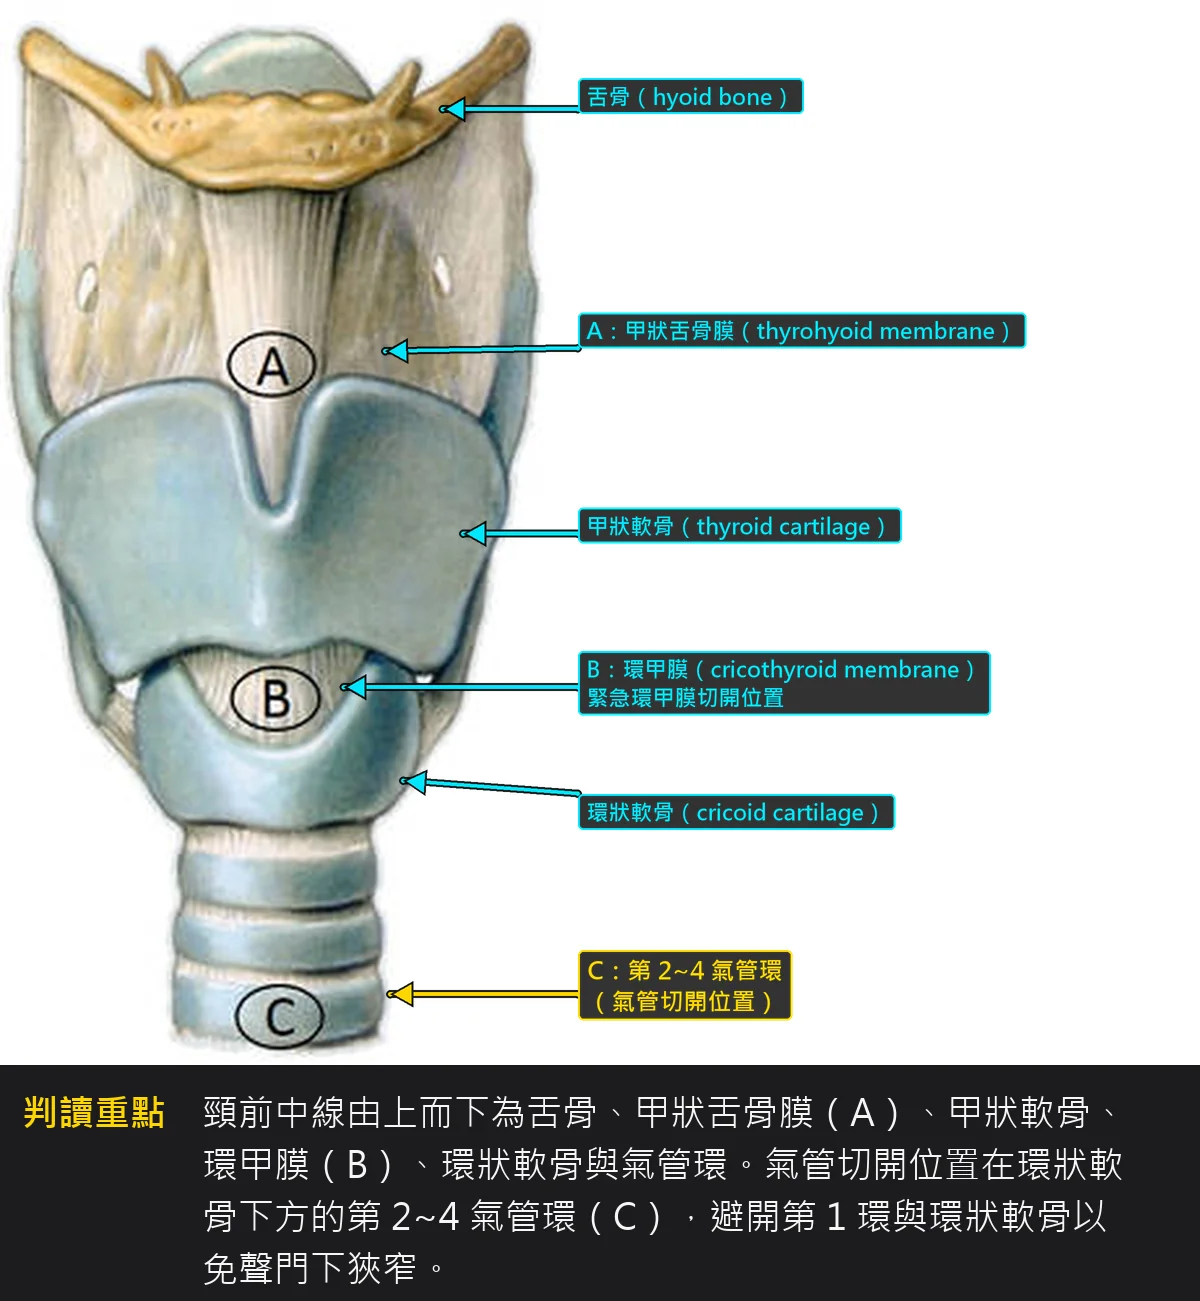 舌骨（hyoid bone）
A：甲狀舌骨膜（thyrohyoid membrane）
A
甲狀軟骨（thyroid cartilage）
B：環甲膜（cricothyroid membrane）
緊急環甲膜切開位置
B
環狀軟骨（cricoid cartilage）
C：第 2~4 氣管環
（氣管切開位置）
C
判讀重點 頸前中線由上而下為舌骨、甲狀舌骨膜（A）、甲狀軟骨、
環甲膜（B）、環狀軟骨與氣管環。氣管切開位置在環狀軟
骨下方的第 2~4 氣管環（C），避開第 1 環與環狀軟骨以
免聲門下狹窄。